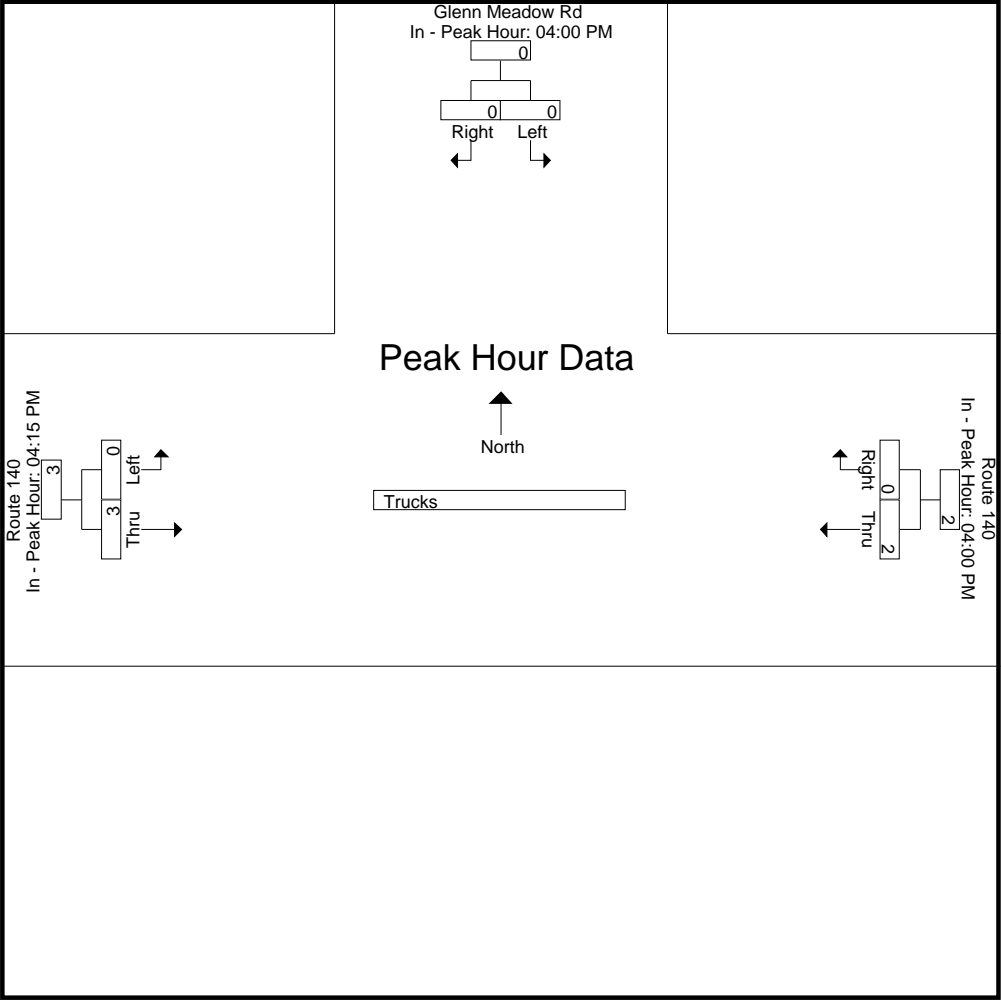 Glenn Meadow Rd
In - Peak Hour: 04:00 PM
0
0 0
Right Left
Peak Hour Data
North
Trucks
Route 140
In - Peak Hour: 04:15 PM
3
0 3
Left Thru
Route 140
In - Peak Hour: 04:00 PM
2
0 2
Right Thru